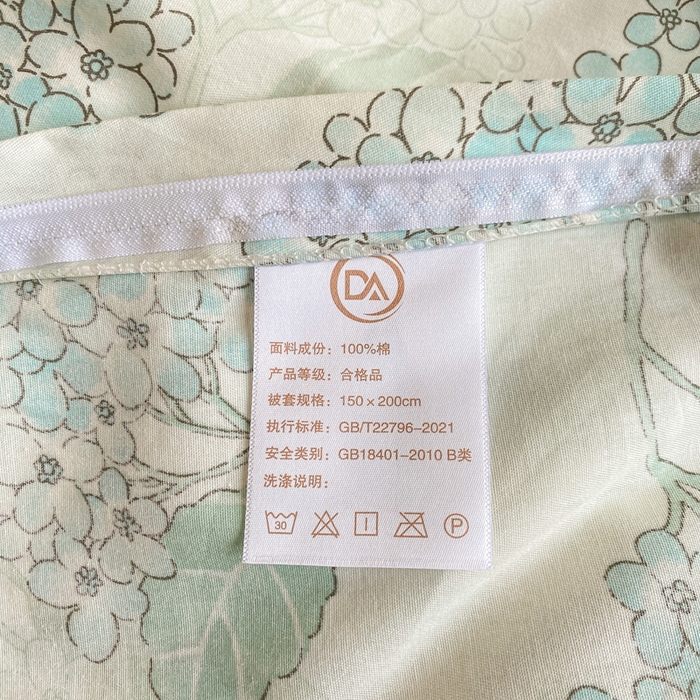 DA
面料成份：100%棉
产品等级：合格品
被套规格：150×200cm
执行标准：GB/T22796-2021
安全类别：GB18401-2010 B类
洗涤说明：
30
P